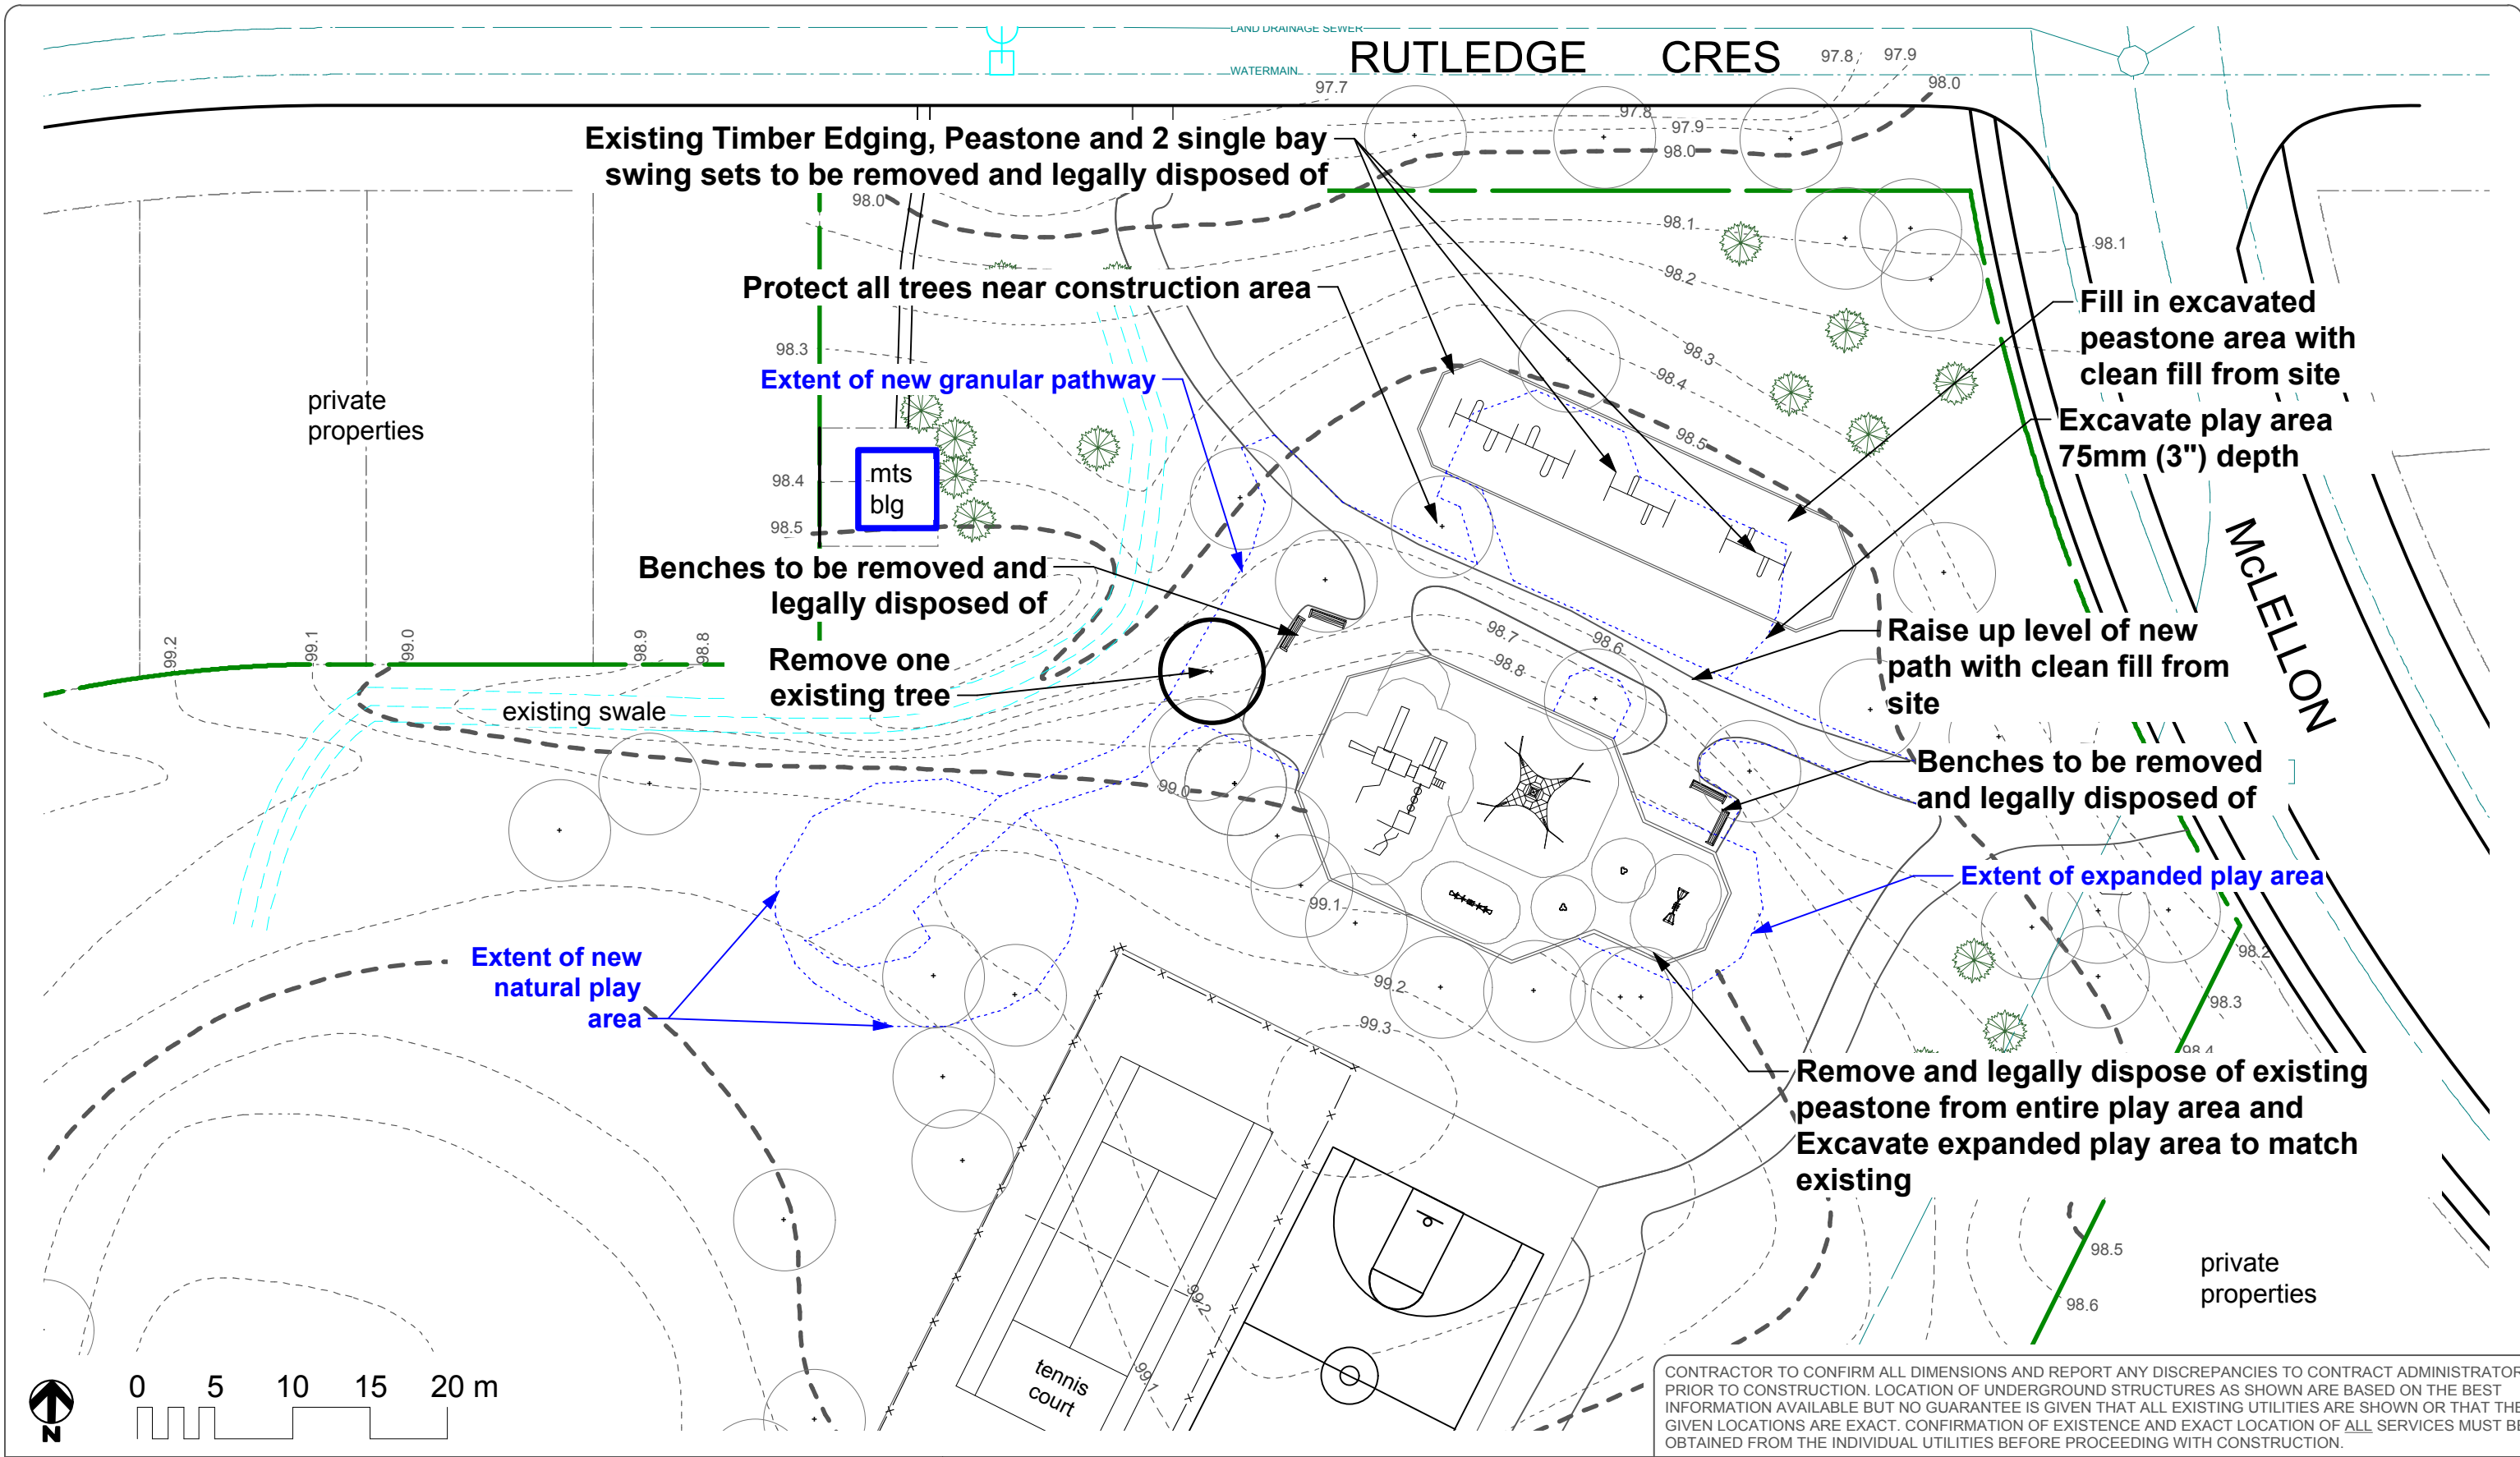 LAND DRAINAGE SEWER
RUTLEDGE CRES
WATERMAIN
97.8
97.9
98.0
97.7
97.8
97.9
98.0
Existing Timber Edging, Peastone and 2 single bay
swing sets to be removed and legally disposed of
98.0
98.1
98.1
98.2
Protect all trees near construction area
Fill in excavated
peastone area with
clean fill from site
98.3
98.3
98.4
Extent of new granular pathway
private
properties
Excavate play area
75mm (3") depth
98.5
mts
blg
98.4
98.5
McLELLON
Benches to be removed and
legally disposed of
99.2
99.1
99.0
98.9
98.8
98.7
98.6
98.8
Raise up level of new
path with clean fill from
site
Remove one
existing tree
existing swale
Benches to be removed
and legally disposed of
99.0
Extent of expanded play area
99.1
98.2
Extent of new
natural play
area
99.2
98.3
99.3
98.4
Remove and legally dispose of existing
peastone from entire play area and
Excavate expanded play area to match
existing
98.5
private
properties
98.6
99.2
99.1
tennis
court
0 5 10 15 20 m
N
CONTRACTOR TO CONFIRM ALL DIMENSIONS AND REPORT ANY DISCREPANCIES TO CONTRACT ADMINISTRATOR
PRIOR TO CONSTRUCTION. LOCATION OF UNDERGROUND STRUCTURES AS SHOWN ARE BASED ON THE BEST
INFORMATION AVAILABLE BUT NO GUARANTEE IS GIVEN THAT ALL EXISTING UTILITIES ARE SHOWN OR THAT THE
GIVEN LOCATIONS ARE EXACT. CONFIRMATION OF EXISTENCE AND EXACT LOCATION OF ALL SERVICES MUST BE
OBTAINED FROM THE INDIVIDUAL UTILITIES BEFORE PROCEEDING WITH CONSTRUCTION.